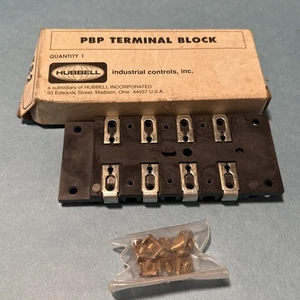 PBP TERMINAL BLOCK
QUANTITY 1
HUBBELL
industrial controls, inc.
a subsidiary of HUBBELL INCORPORATED
50 Edwards Street, Madison, Ohio 44057 U.S.A.